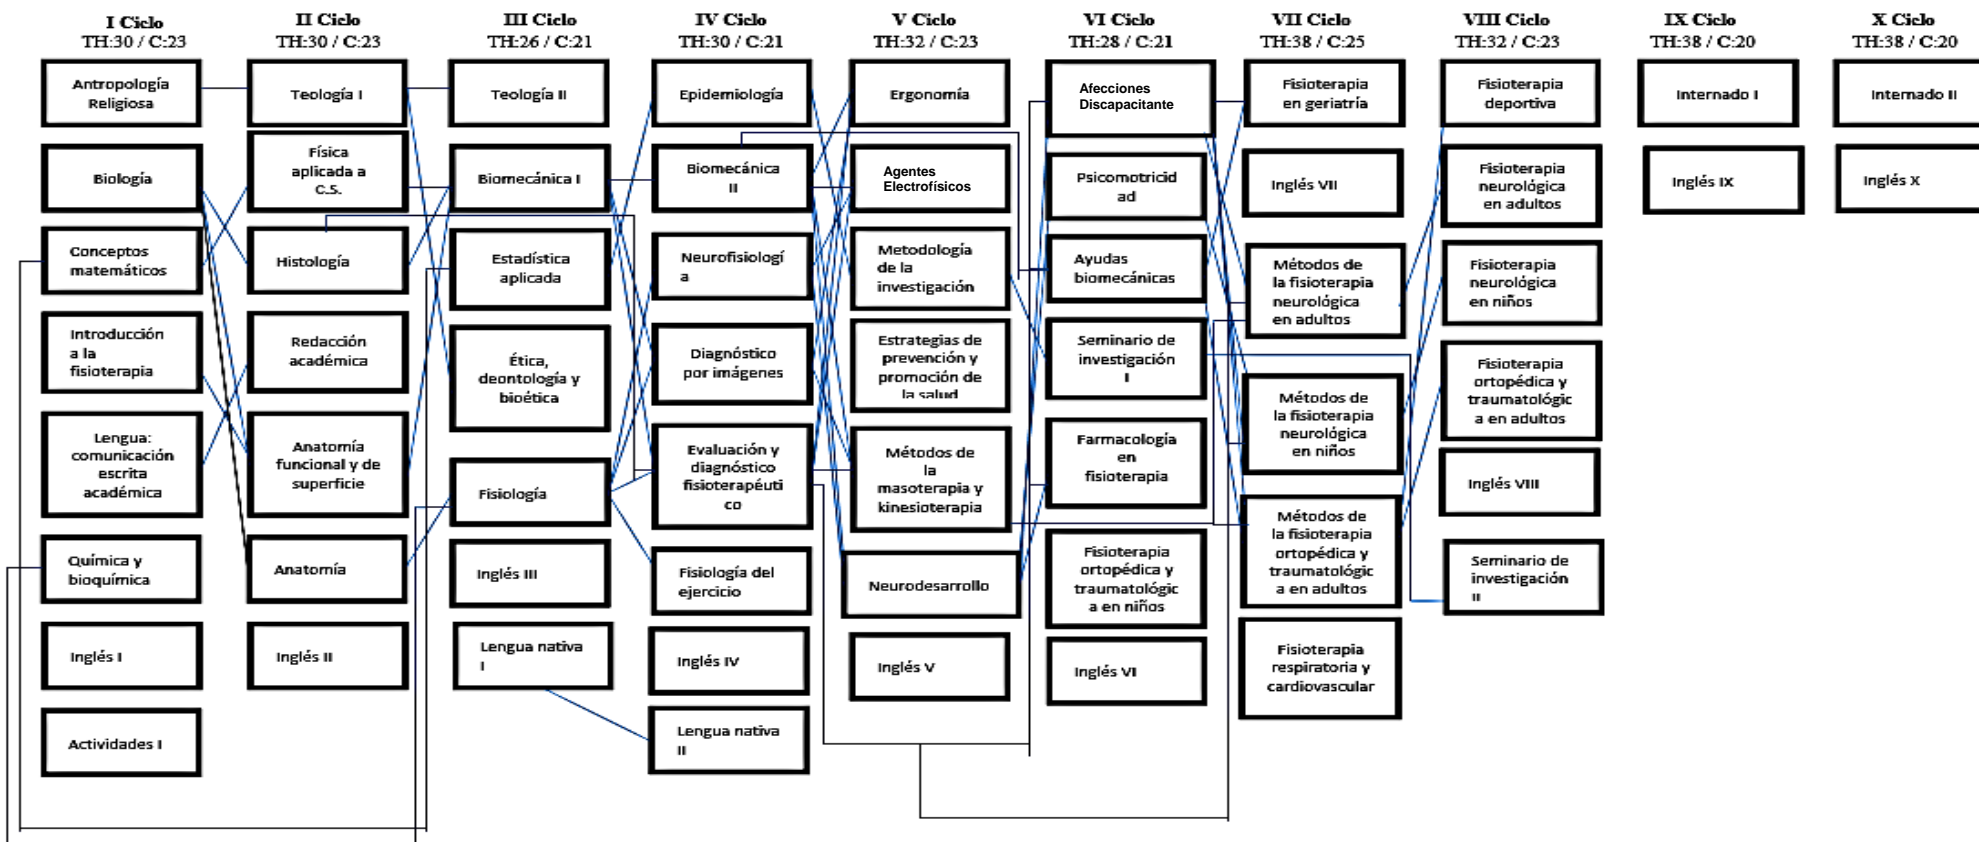 I Ciclo
TH:30 / C:23
Antropología
Religiosa
Biología
Conceptos
matemáticos
Introducción
a la
fisioterapia
Lengua:
comunicación
escrita
académica
Química y
bioquímica
Inglés I
Actividades I
II Ciclo
TH:30 / C:23
Teología I
Física
aplicada a
C.S.
Histología
Redacción
académica
Anatomía
funcional y de
superficie
Anatomía
Inglés II
III Ciclo
TH:26 / C:21
Teología II
Biomecánica I
Estadística
aplicada
Ética,
deontología y
bioética
Fisiología
Inglés III
Lengua nativa
I
IV Ciclo
TH:30 / C:21
Epidemiología
Biomecánica
II
Neurofisiologí
a
Diagnóstico
por imágenes
Evaluación y
diagnóstico
fisioterapéuti
co
Fisiología del
ejercicio
Inglés IV
Lengua nativa
II
V Ciclo
TH:32 / C:23
Ergonomía
Agentes
Electrofísicos
Metodología
de la
investigación
Estrategias de
prevención y
promoción de
la salud
Métodos de
la
masoterapia y
kinesioterapia
Neurodesarrollo
Inglés V
VI Ciclo
TH:28 / C:21
Afecciones
Discapacitante
Psicomotricid
ad
Ayudas
biomecánicas
Seminario de
investigación
I
Farmacología
en
fisioterapia
Fisioterapia
ortopédica y
traumatológic
a en niños
Inglés VI
VII Ciclo
TH:38 / C:25
Fisioterapia
en geriatría
Inglés VII
Métodos de
la fisioterapia
neurológica
en adultos
Métodos de
la fisioterapia
neurológica
en niños
Métodos de
la fisioterapia
ortopédica y
traumatológic
a en adultos
Fisioterapia
respiratoria y
cardiovascular
VIII Ciclo
TH:32 / C:23
Fisioterapia
deportiva
Fisioterapia
neurológica
en adultos
Fisioterapia
neurológica
en niños
Fisioterapia
ortopédica y
traumatológic
a en adultos
Inglés VIII
Seminario de
investigación
II
IX Ciclo
TH:38 / C:20
Internado I
Inglés IX
X Ciclo
TH:38 / C:20
Internado II
Inglés X